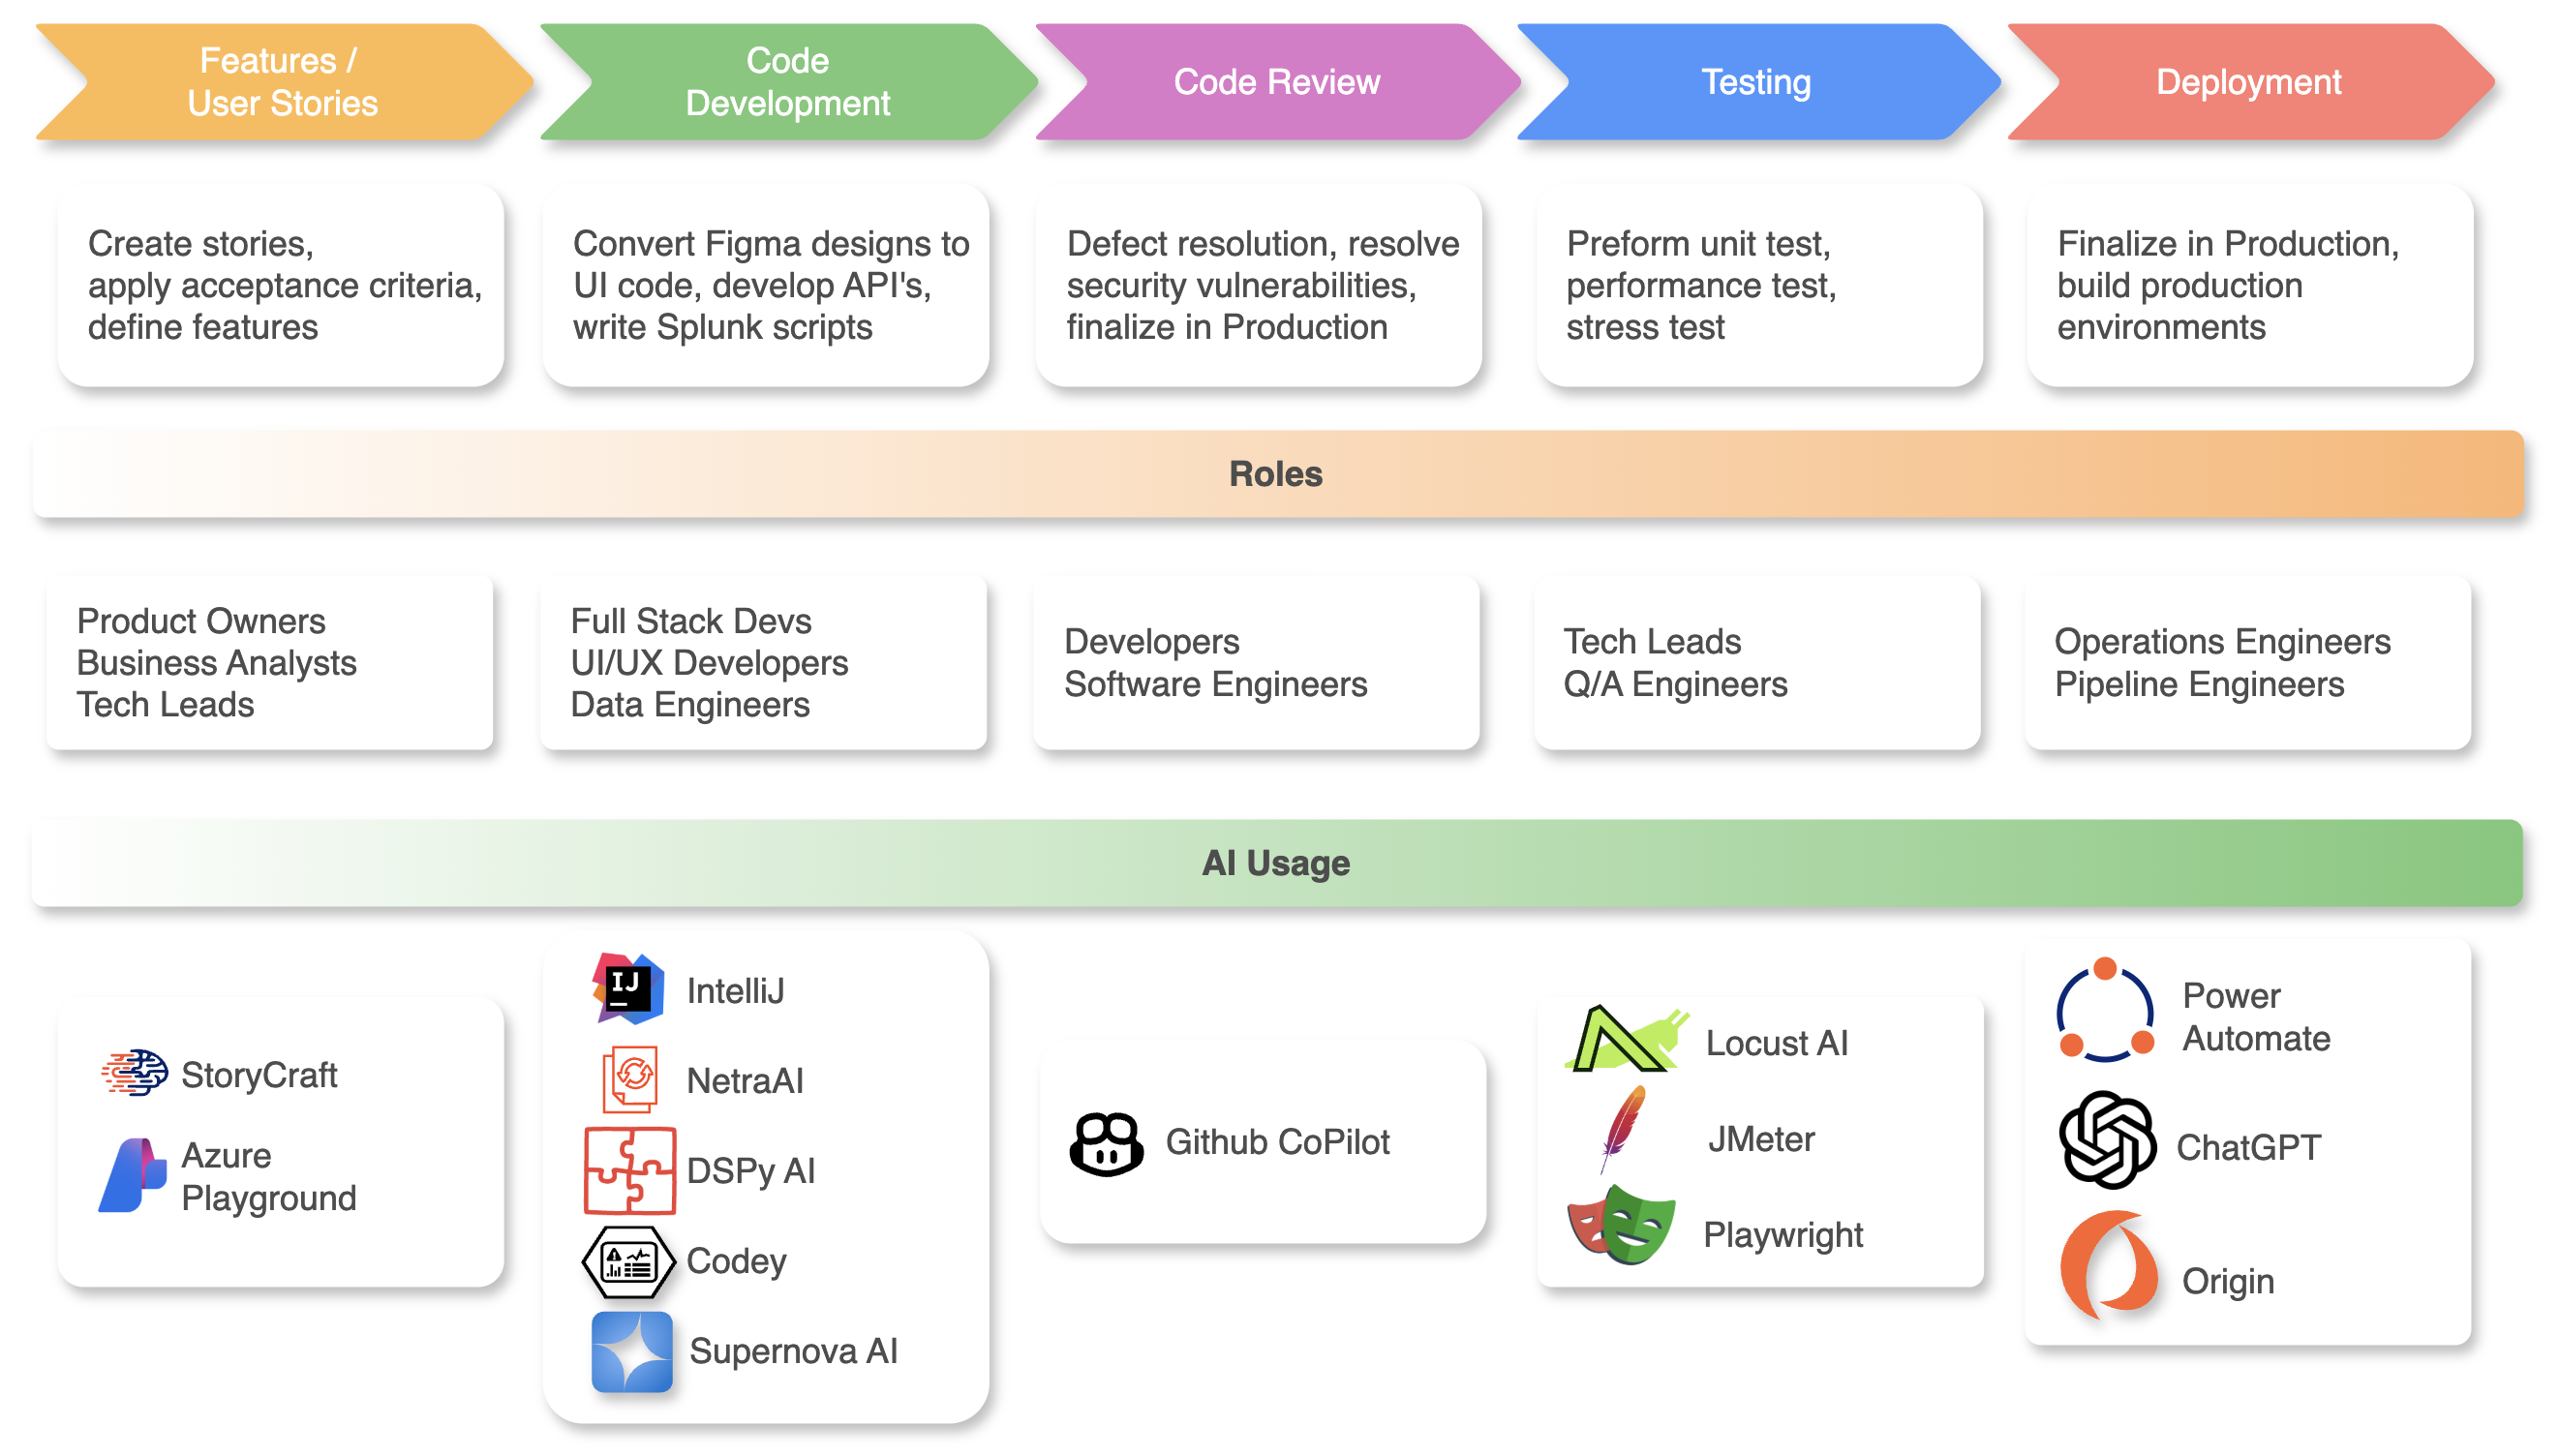 Features /
User Stories
Code
Development
Code Review
Testing
Deployment
Create stories,
apply acceptance criteria,
define features
Convert Figma designs to
UI code, develop API's,
write Splunk scripts
Defect resolution, resolve
security vulnerabilities,
finalize in Production
Preform unit test,
performance test,
stress test
Finalize in Production,
build production
environments
Roles
Product Owners
Business Analysts
Tech Leads
Full Stack Devs
UI/UX Developers
Data Engineers
Developers
Software Engineers
Tech Leads
Q/A Engineers
Operations Engineers
Pipeline Engineers
AI Usage
StoryCraft
Azure
Playground
IJ
IntelliJ
NetraAI
DSPy AI
Codey
Supernova AI
Github CoPilot
Locust AI
JMeter
Playwright
Power
Automate
ChatGPT
Origin